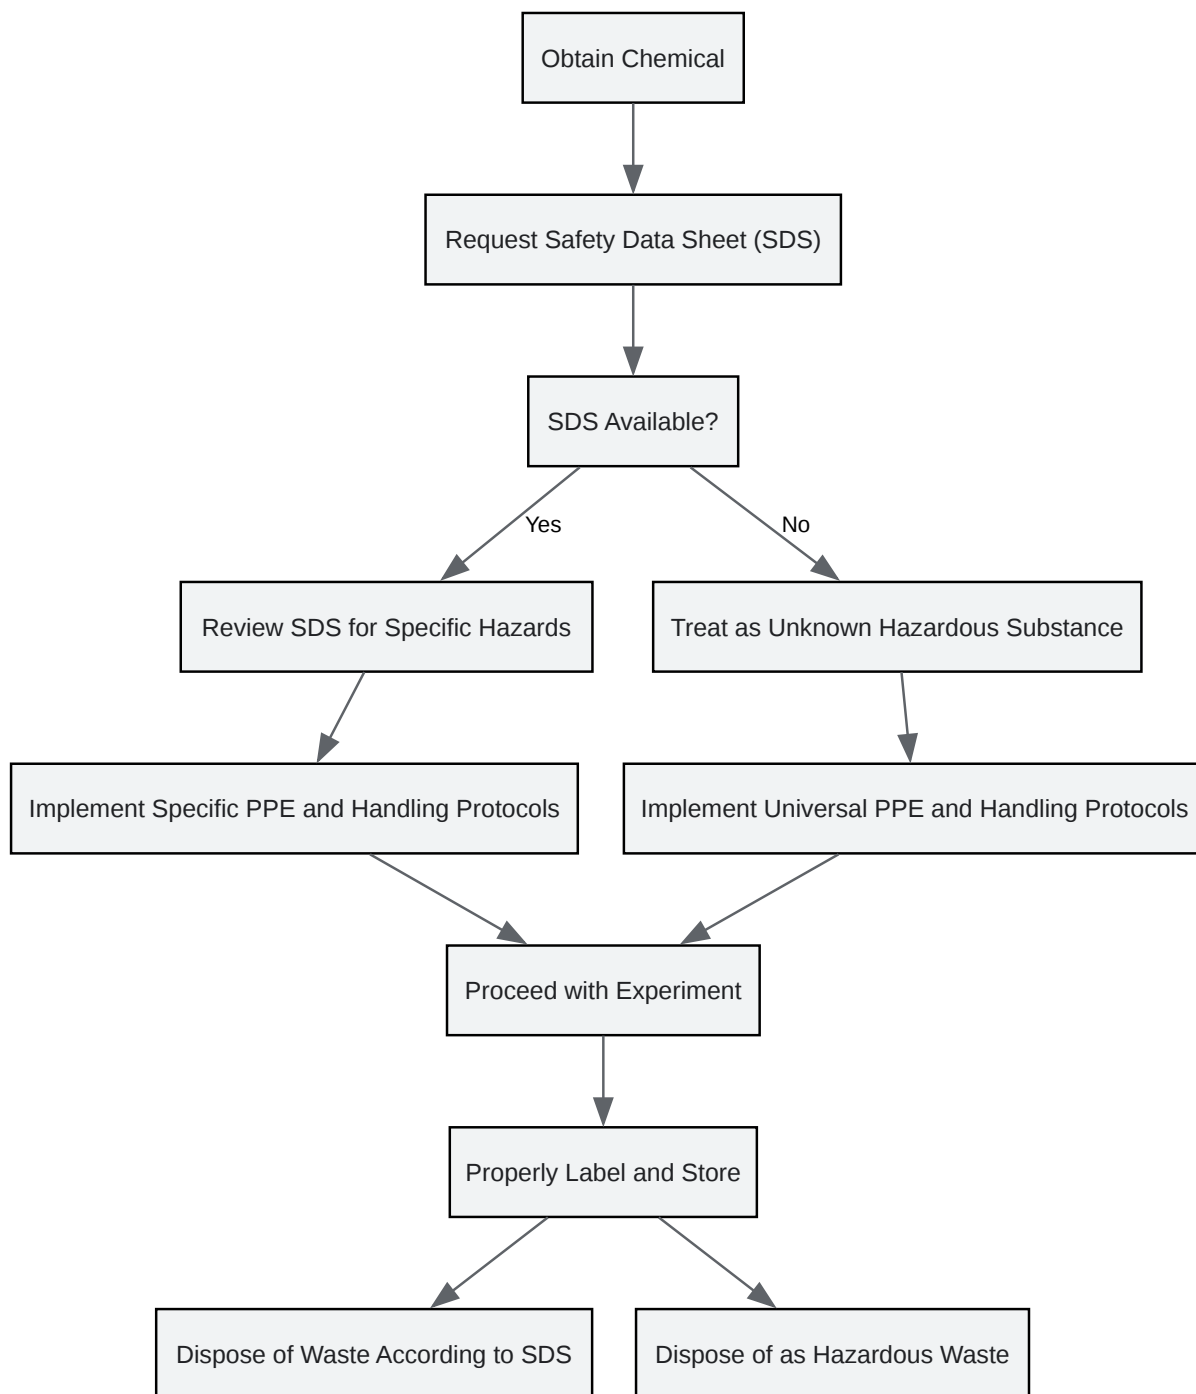 Obtain Chemical
Request Safety Data Sheet (SDS)
SDS Available?
Yes
No
Review SDS for Specific Hazards
Treat as Unknown Hazardous Substance
Implement Specific PPE and Handling Protocols
Implement Universal PPE and Handling Protocols
Proceed with Experiment
Properly Label and Store
Dispose of Waste According to SDS
Dispose of as Hazardous Waste